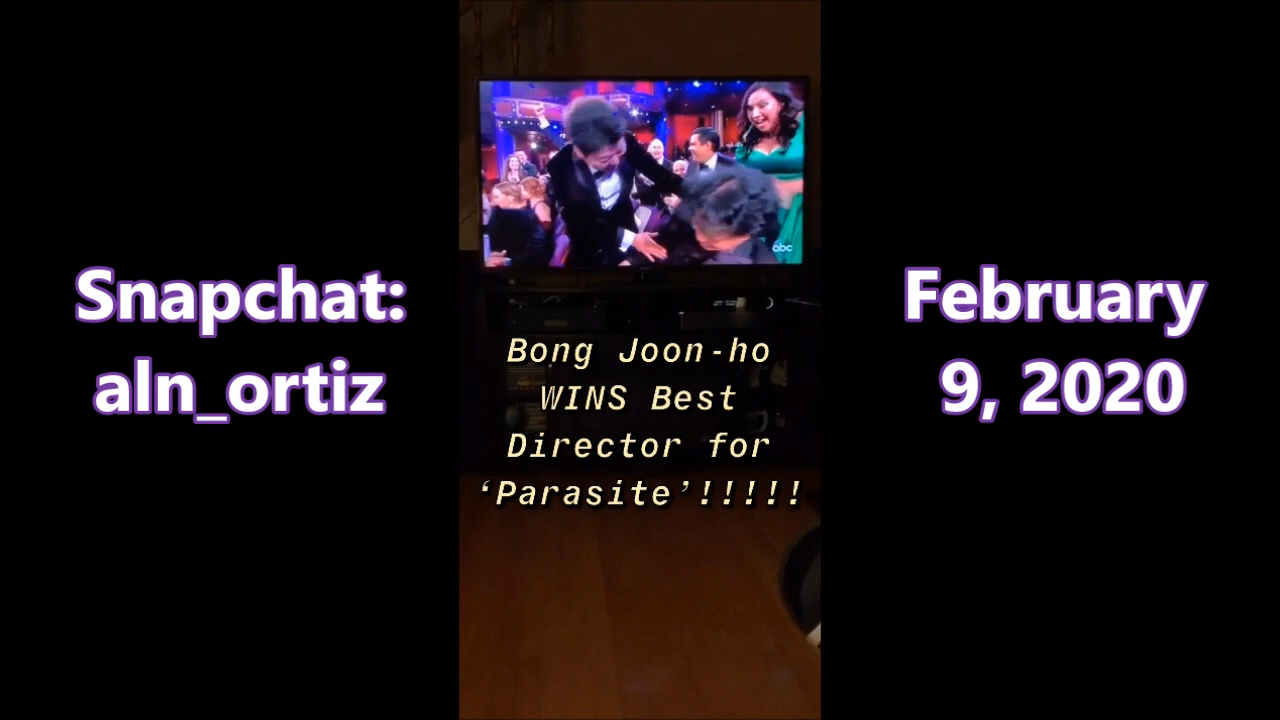 Snapchat:
aln_ortiz
abc
Bong Joon-ho
WINS Best
Director for
‘Parasite’!!!!!
February
9, 2020